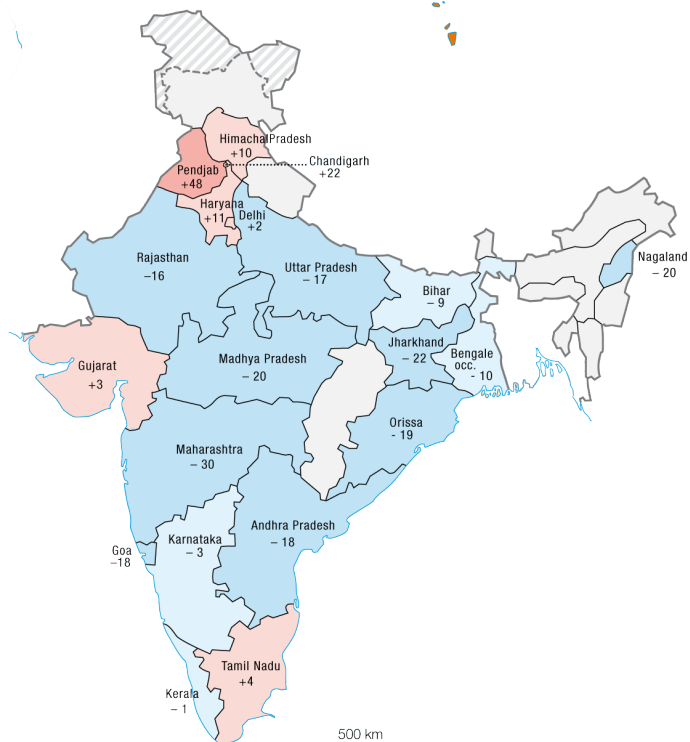 HimachalPradesh
+10
Chandigarh
+22
Pendjab
+48
Haryana
+11
Delhi
+2
Nagaland
– 20
Rajasthan
–16
Uttar Pradesh
– 17
Bihar
– 9
Jharkhand
– 22
Bengale
occ.
- 10
Gujarat
+3
Madhya Pradesh
– 20
Orissa
- 19
Maharashtra
– 30
Andhra Pradesh
– 18
Karnataka
– 3
Goa
–18
Tamil Nadu
+4
Kerala
– 1
500 km